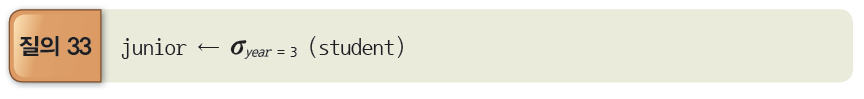 질의 33 junior ← σyear = 3 (student)